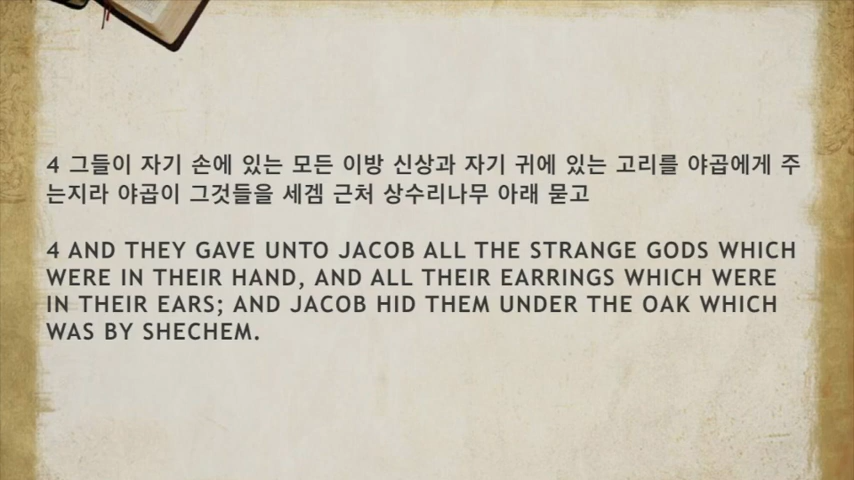 4 그들이 자기 손에 있는 모든 이방 신상과 자기 귀에 있는 고리를 야곱에게 주
는지라 야곱이 그것들을 세겜 근처 상수리나무 아래 묻고
4 AND THEY GAVE UNTO JACOB ALL THE STRANGE GODS WHICH
WERE IN THEIR HAND, AND ALL THEIR EARRINGS WHICH WERE
IN THEIR EARS; AND JACOB HID THEM UNDER THE OAK WHICH
WAS BY SHECHEM.